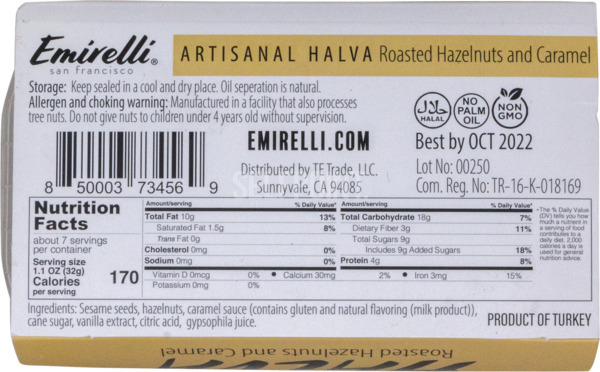 Emirelli®
san francisco
ARTISANAL HALVA Roasted Hazelnuts and Caramel
Storage: Keep sealed in a cool and dry place. Oil seperation is natural.
Allergen and choking warning: Manufactured in a facility that also processes
tree nuts. Do not give nuts to children under 4 years old without supervision.
حلال
HALAL
NO
PALM
OIL
NON
GMO
8 50003 73456 9
EMIRELLI.COM
Distributed by TE Trade, LLC.
Sunnyvale, CA 94085
Best by OCT 2022
Lot No: 00250
Com. Reg. No: TR-16-K-018169
Nutrition
Facts
about 7 servings
per container
Serving size
1.1 OZ (32g)
Calories
per serving
170
Amount/serving % Daily Value*
Total Fat 10g 13%
Saturated Fat 1.5g 8%
Trans Fat 0g
Cholesterol 0mg 0%
Sodium 0mg 0%
Amount/serving % Daily Value*
Total Carbohydrate 18g 7%
Dietary Fiber 3g 11%
Total Sugars 9g
Includes 9g Added Sugars 18%
Protein 4g 8%
Vitamin D 0mcg 0% • Calcium 30mg 2% • Iron 3mg 15%
Potassium 0mg 0%
*The % Daily Value
(DV) tells you how
much a nutrient in
a serving of food
contributes to a
daily diet. 2,000
calories a day is
used for general
nutrition advice.
Ingredients: Sesame seeds, hazelnuts, caramel sauce (contains gluten and natural flavoring (milk product)),
cane sugar, vanilla extract, citric acid, gypsophila juice.
PRODUCT OF TURKEY
Roasted Hazelnuts and Caramel
HALVA